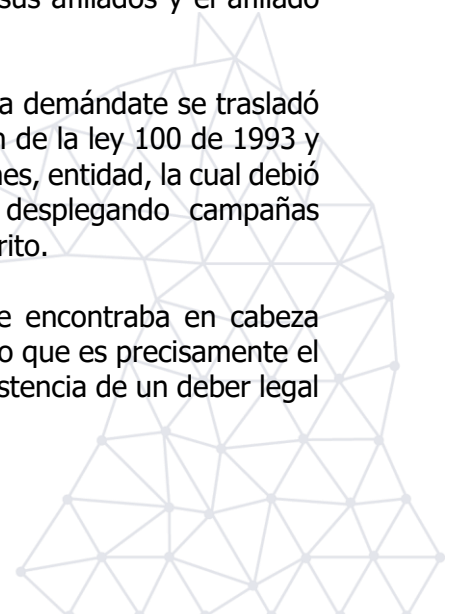 sus afiliados y el afiliado
a demándate se trasladó
n de la ley 100 de 1993 y
nes, entidad, la cual debió
desplegando campañas
rito.
e encontraba en cabeza
o que es precisamente el
stencia de un deber legal